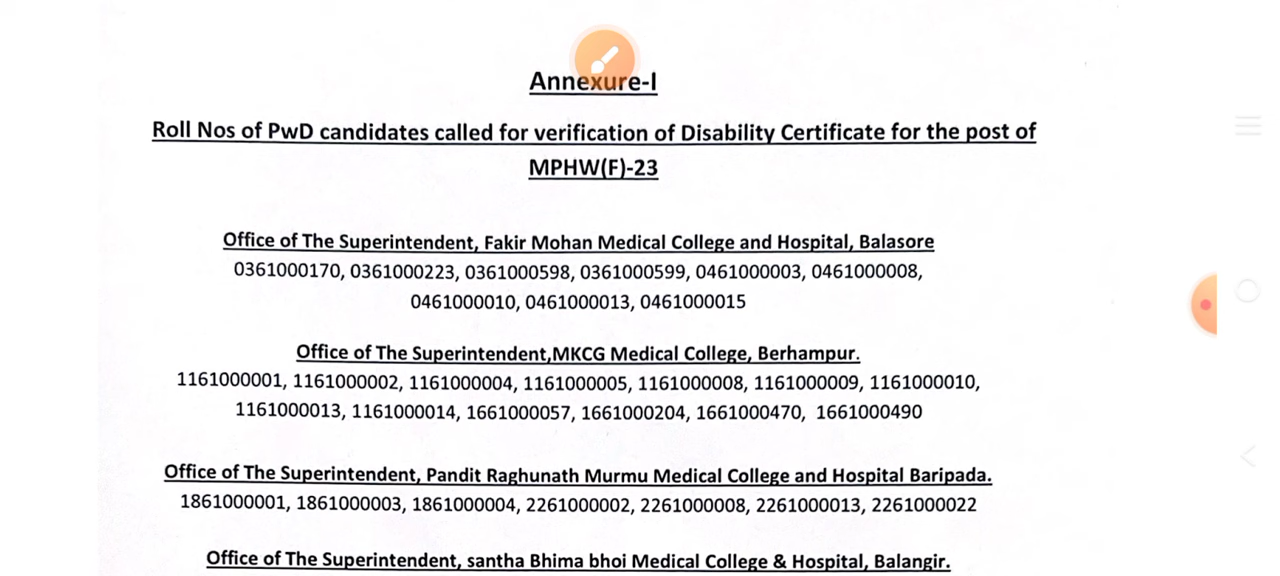 Annexure-I
Roll Nos of PwD candidates called for verification of Disability Certificate for the post of
MPHW(F)-23
Office of The Superintendent, Fakir Mohan Medical College and Hospital, Balasore
0361000170, 0361000223, 0361000598, 0361000599, 0461000003, 0461000008,
0461000010, 0461000013, 0461000015
Office of The Superintendent,MKCG Medical College, Berhampur.
1161000001, 1161000002, 1161000004, 1161000005, 1161000008, 1161000009, 1161000010,
1161000013, 1161000014, 1661000057, 1661000204, 1661000470, 1661000490
Office of The Superintendent, Pandit Raghunath Murmu Medical College and Hospital Baripada.
1861000001, 1861000003, 1861000004, 2261000002, 2261000008, 2261000013, 2261000022
Office of The Superintendent, santha Bhima bhoi Medical College & Hospital, Balangir.